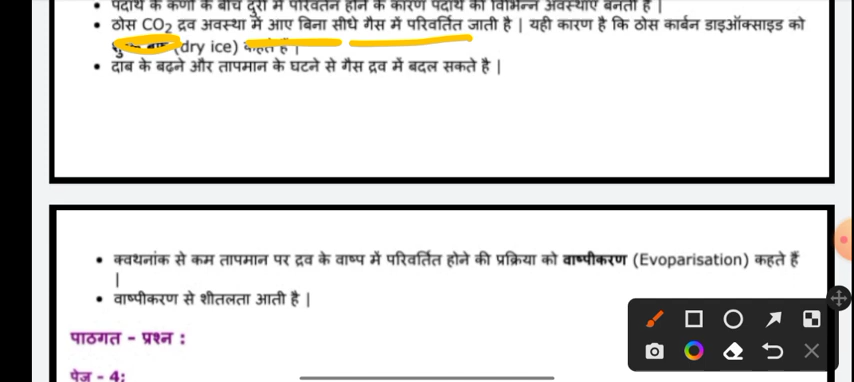 पदार्थ के कणों के बीच दूरी में परिवर्तन होने के कारण पदार्थ की विभिन्न अवस्थाएँ बनती हैं |
• ठोस CO2 द्रव अवस्था में आए बिना सीधे गैस में परिवर्तित जाती है | यही कारण है कि ठोस कार्बन डाइऑक्साइड को
(dry ice) कहते हैं |
• दाब के बढ़ने और तापमान के घटने से गैस द्रव में बदल सकते है |
• क्वथनांक से कम तापमान पर द्रव के वाष्प में परिवर्तित होने की प्रक्रिया को वाष्पीकरण (Evoparisation) कहते हैं
|
• वाष्पीकरण से शीतलता आती है |
पाठगत - प्रश्न :
पेज - 4: